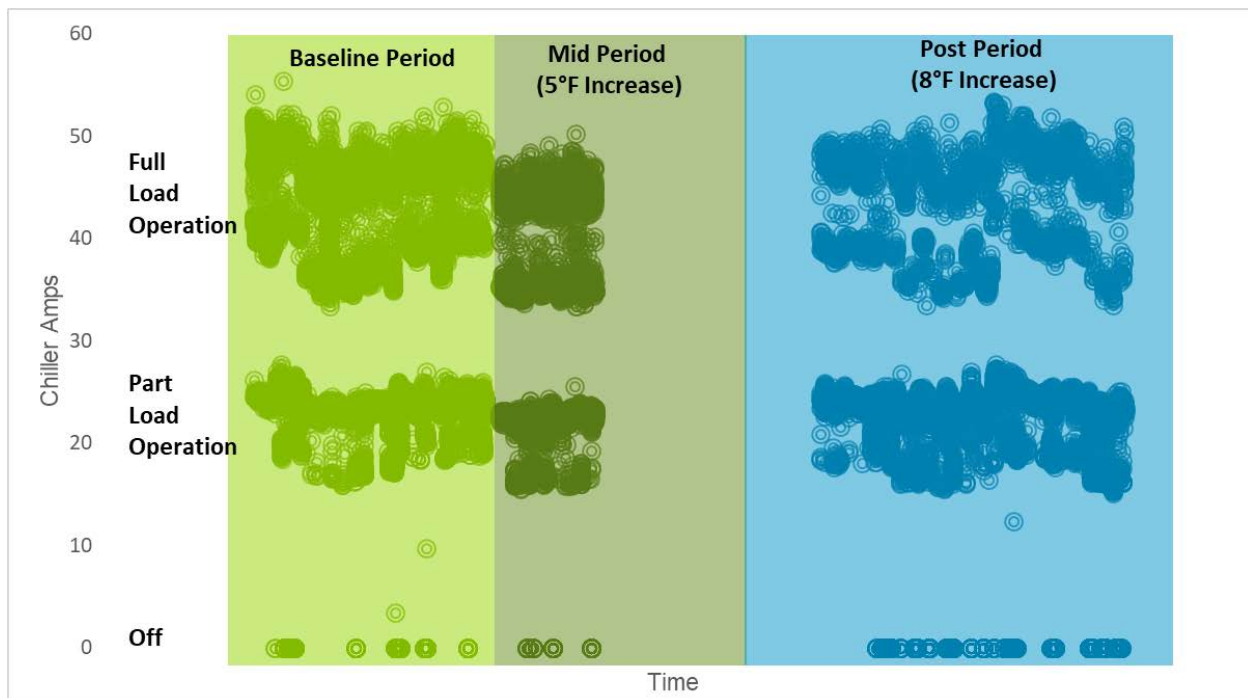 60
50
40
30
20
10
0
Chiller Amps
Full
Load
Operation
Part
Load
Operation
Off
Baseline Period
Mid Period
(5°F Increase)
Post Period
(8°F Increase)
Time